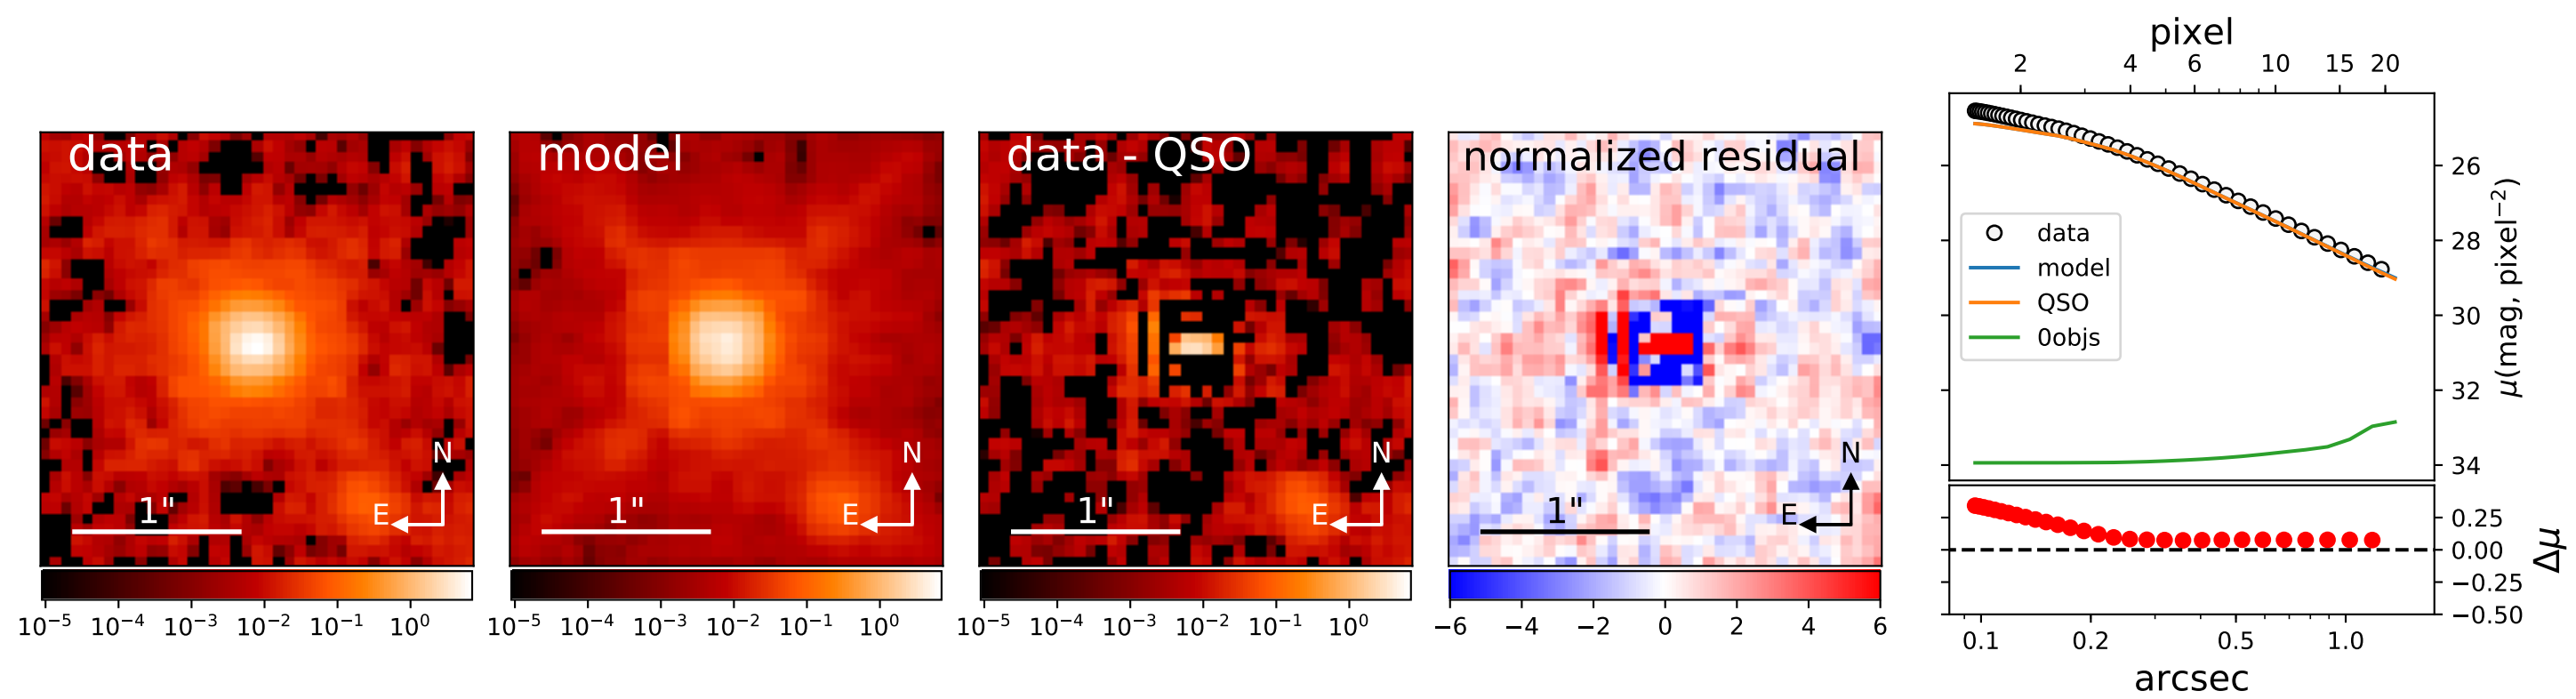 data
N
E
1"
10⁻⁵ 10⁻⁴ 10⁻³ 10⁻² 10⁻¹ 10⁰
model
N
E
1"
10⁻⁵ 10⁻⁴ 10⁻³ 10⁻² 10⁻¹ 10⁰
data - QSO
N
E
1"
10⁻⁵ 10⁻⁴ 10⁻³ 10⁻² 10⁻¹ 10⁰
normalized residual
N
E
1"
−6 −4 −2 0 2 4 6
pixel
2 4 6 10 15 20
data
model
QSO
0objs
26
28
30
32
34
μ(mag, pixel⁻²)
0.25
0.00
−0.25
−0.50
Δμ
0.1 0.2 0.5 1.0
arcsec